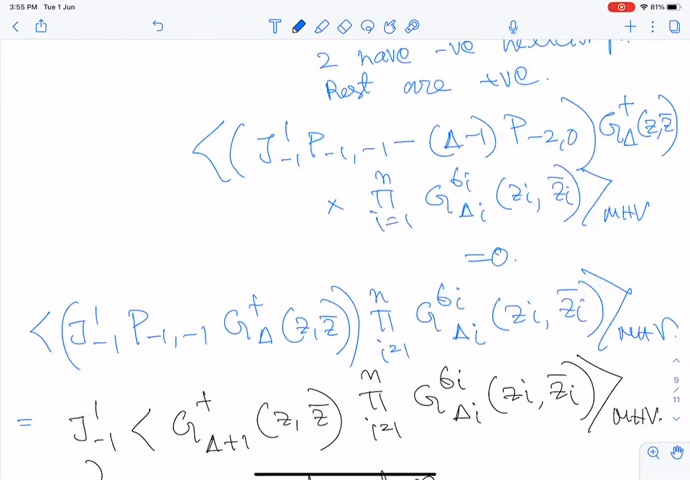 3:55 PM Tue 1 Jun 81%
2 have -ve
Rest are +ve.
⟨(J¹₋₁ P₋₁,₋₁ − (Δ−1) P₋₂,₀) G⁺_Δ(z,z̄)
× ∏ⁿᵢ₌₁ G^{σᵢ}_{Δᵢ}(zᵢ, z̄ᵢ)⟩_MHV
=0.
⟨(J¹₋₁ P₋₁,₋₁ G⁺_Δ(z,z̄)) ∏ⁿᵢ₌₁ G^{σᵢ}_{Δᵢ}(zᵢ, z̄ᵢ)⟩_MHV.
= J¹₋₁ ⟨G⁺_{Δ+1}(z, z̄) ∏ⁿᵢ₌₁ G^{σᵢ}_{Δᵢ}(zᵢ, z̄ᵢ)⟩_MHV.
9
/
11